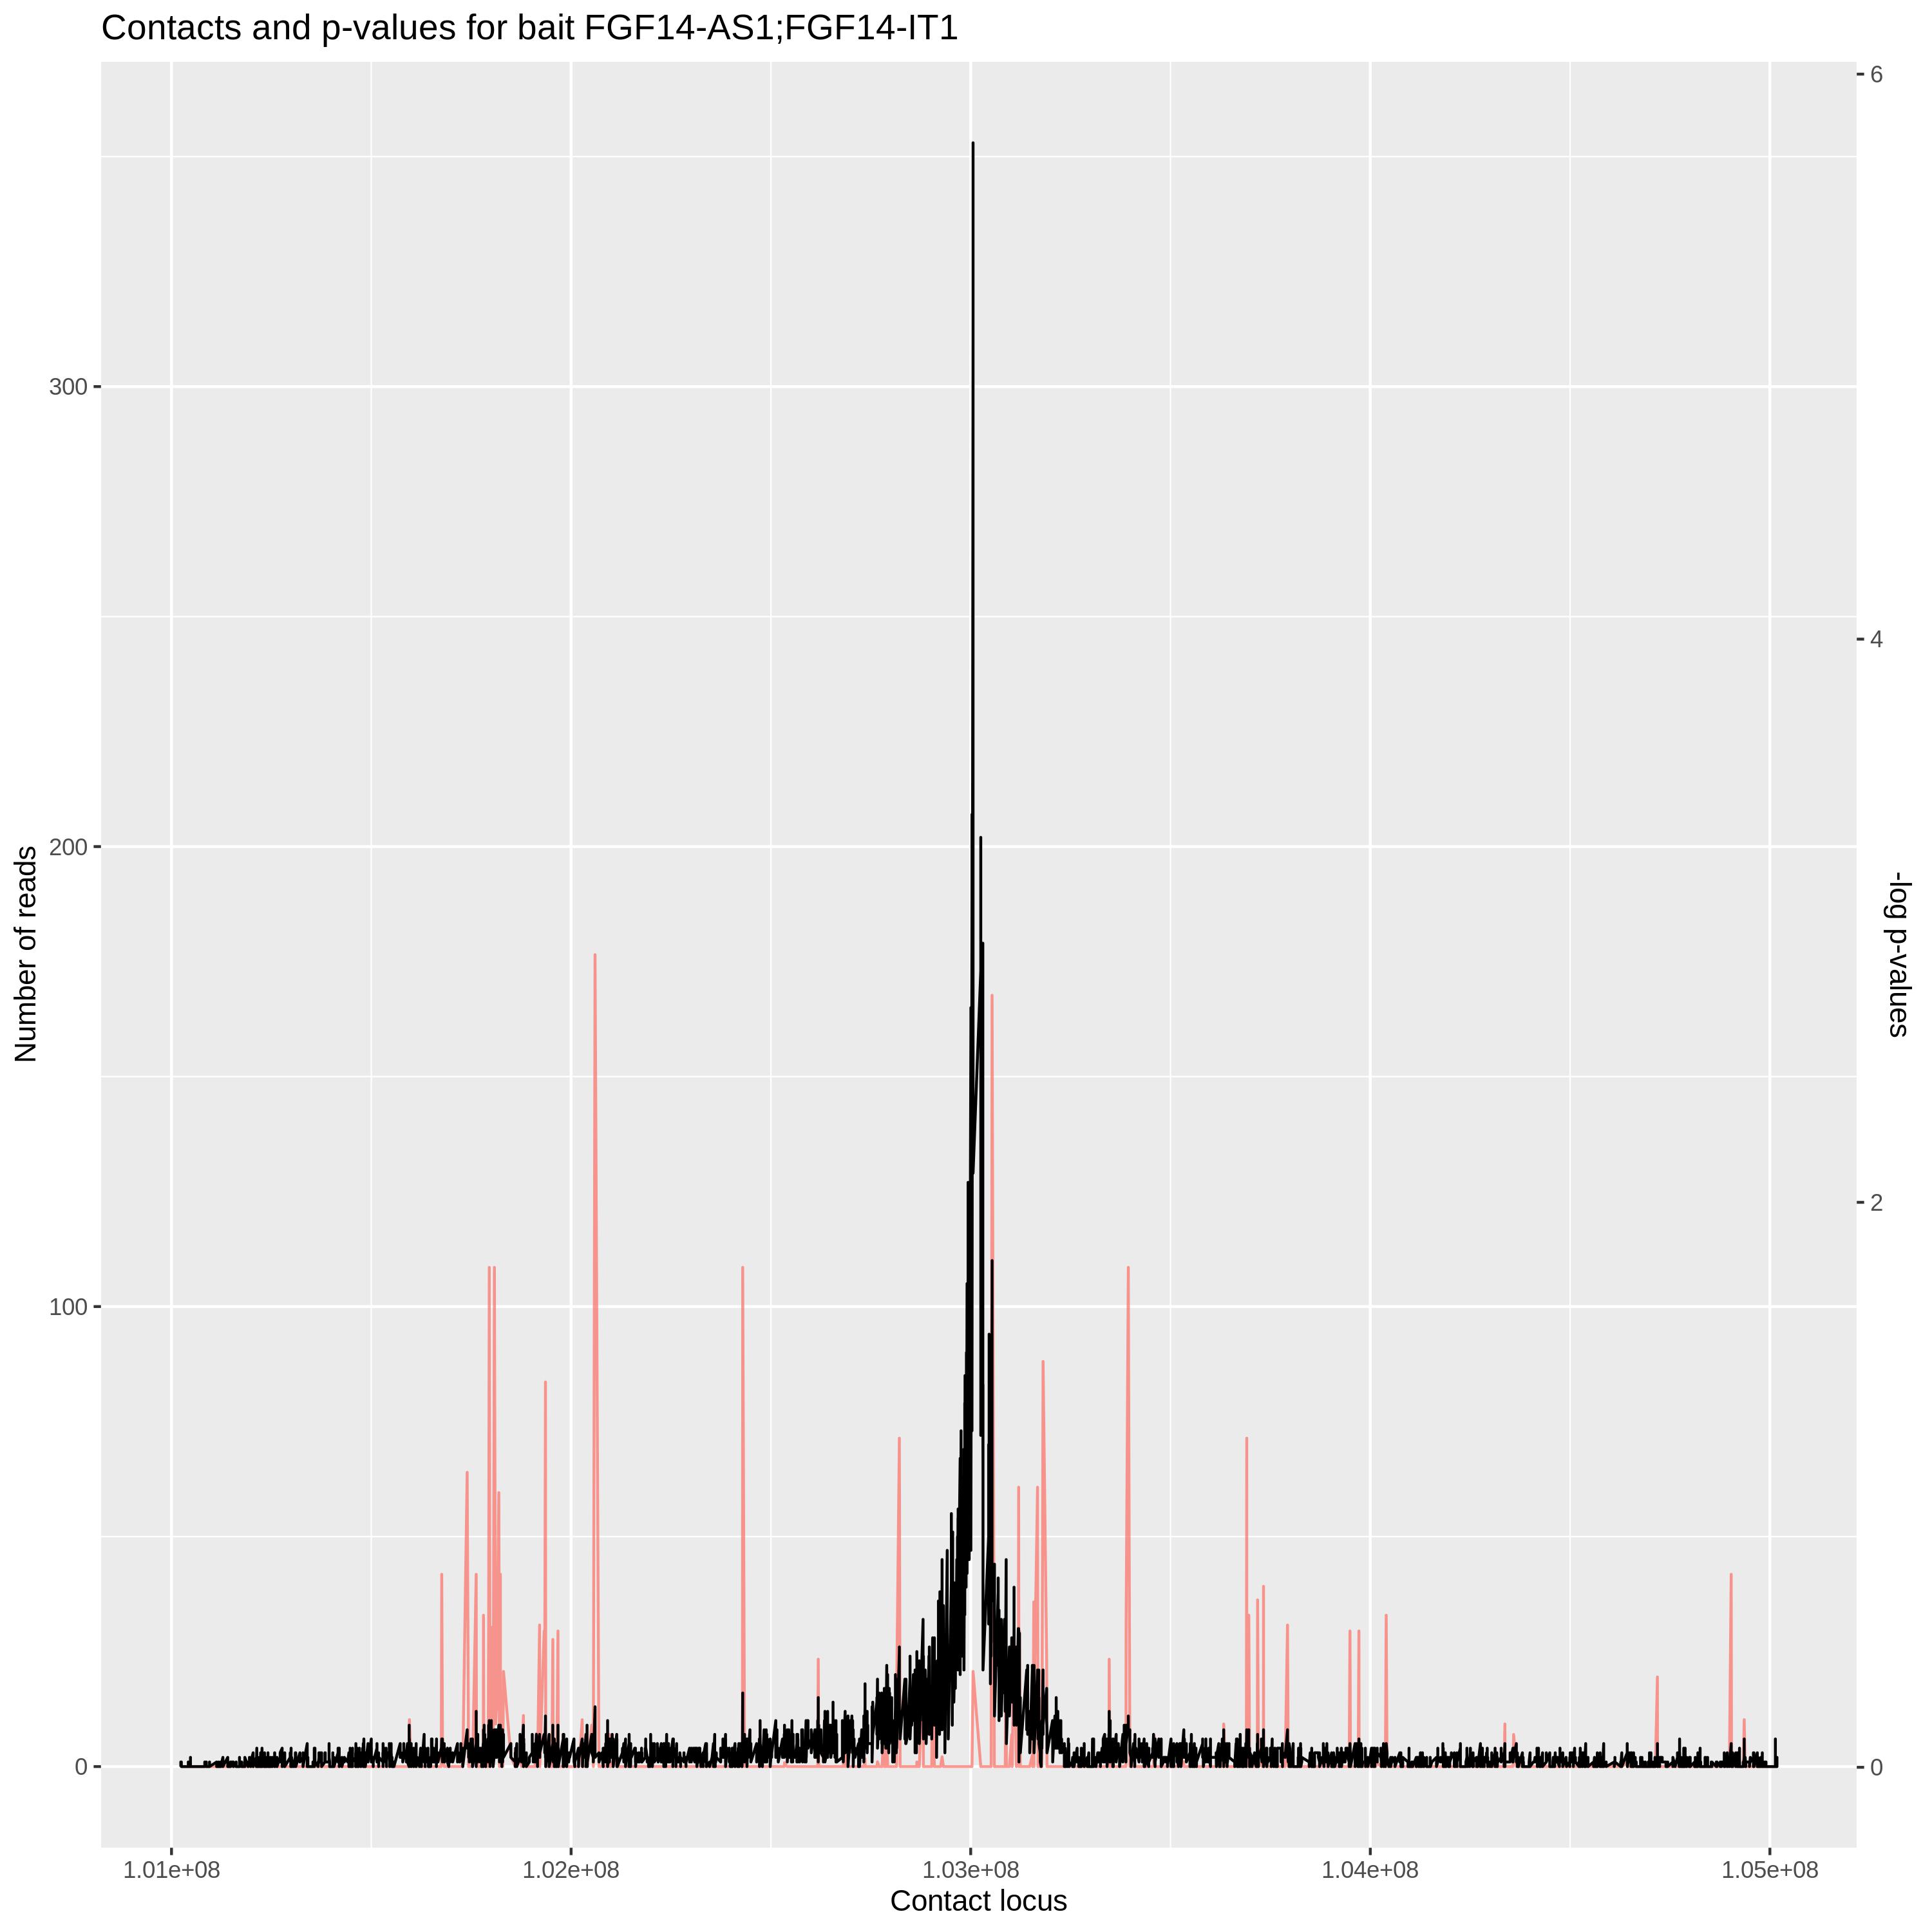 Contacts and p-values for bait FGF14-AS1;FGF14-IT1
6
300
4
200
Number of reads
-log p-values
2
100
0
0
1.01e+08 1.02e+08 1.03e+08 1.04e+08 1.05e+08
Contact locus